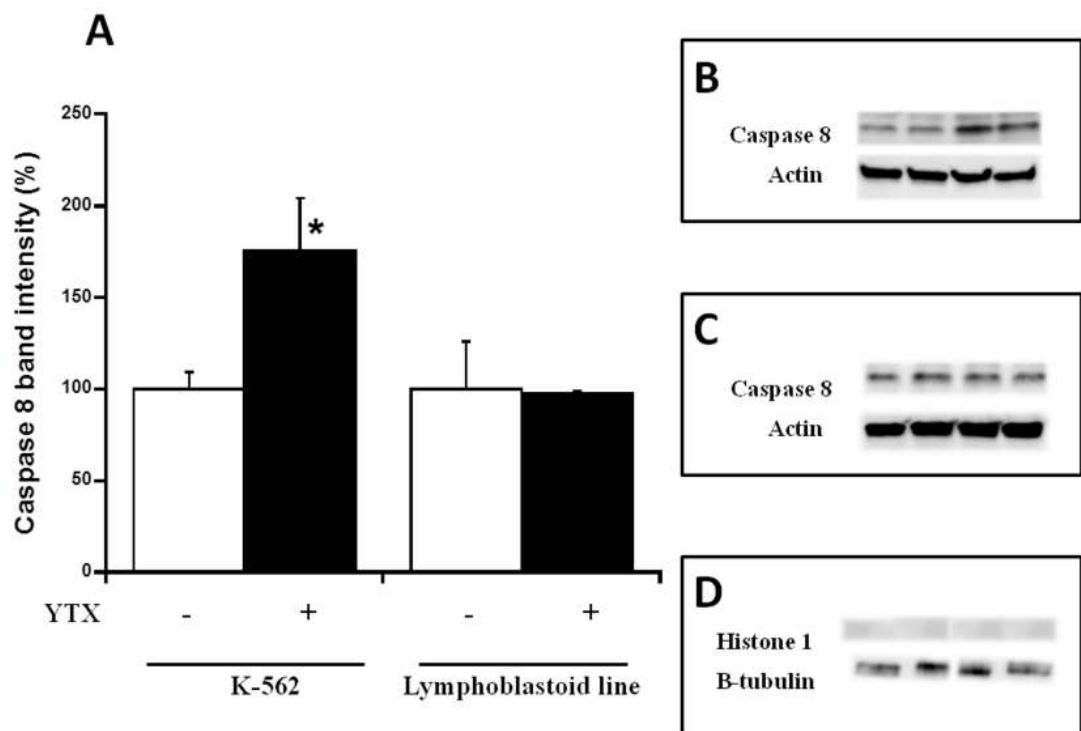 A
Caspase 8 band intensity (%)
250
200
150
100
50
0
*
YTX
- + - +
K-562 Lymphoblastoid line
B
Caspase 8
Actin
C
Caspase 8
Actin
D
Histone 1
B-tubulin